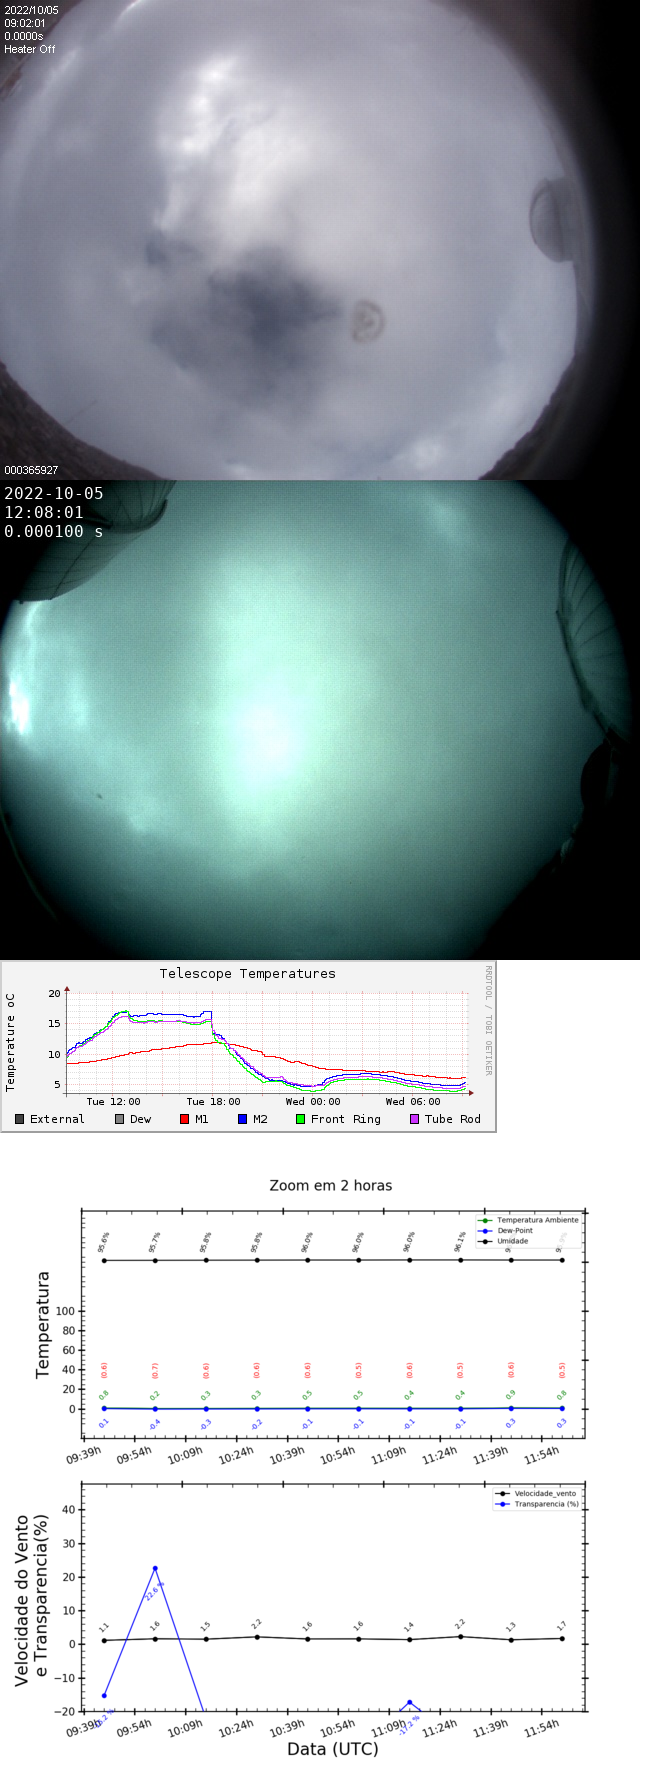 2022/10/05
09:02:01
0.0000s
Heater Off
000365927
2022-10-05
12:08:01
0.000100 s
Telescope Temperatures
RRDTOOL / TOBI OETIKER
Temperature oC
20
15
10
5
Tue 12:00 Tue 18:00 Wed 00:00 Wed 06:00
External Dew M1 M2 Front Ring Tube Rod
Zoom em 2 horas
Temperatura Ambiente
Dew-Point
Umidade
95.6% 95.7% 95.8% 95.8% 96.0% 96.0% 96.0% 96.1%
Temperatura
100
80
60
40
20
0
(0.6) (0.7) (0.6) (0.6) (0.6) (0.5) (0.6) (0.5) (0.6) (0.5)
0.8 0.2 0.3 0.3 0.5 0.5 0.4 0.4 0.9 0.8
0.1 -0.4 -0.3 -0.2 -0.1 -0.1 -0.1 -0.1 0.3 0.3
09:39h 09:54h 10:09h 10:24h 10:39h 10:54h 11:09h 11:24h 11:39h 11:54h
Velocidade_vento
Transparencia (%)
Velocidade do Vento
e Transparencia(%)
40
30
20
10
0
−10
−20
22.6 %
1.1 1.6 1.5 2.2 1.6 1.6 1.4 2.2 1.3 1.7
-17.2 %
09:39h 09:54h 10:09h 10:24h 10:39h 10:54h 11:09h 11:24h 11:39h 11:54h
Data (UTC)